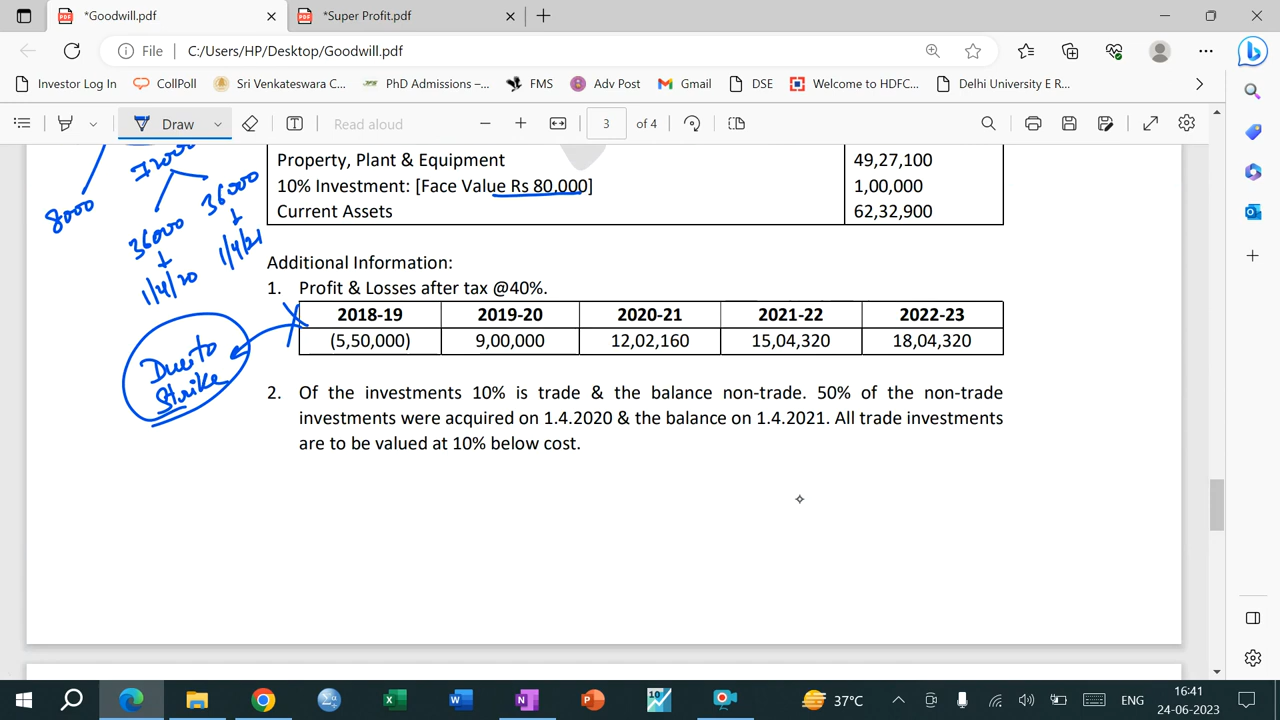 *Goodwill.pdf
*Super Profit.pdf
File
C:/Users/HP/Desktop/Goodwill.pdf
Investor Log In
CollPoll
Sri Venkateswara C...
PhD Admissions –...
FMS
Adv Post
Gmail
DSE
Welcome to HDFC...
Delhi University E R...
Draw
Read aloud
3 of 4
72000
8000
36000
1/4/20
36000
1/4/21
Property, Plant & Equipment 49,27,100
10% Investment: [Face Value Rs 80,000] 1,00,000
Current Assets 62,32,900
Additional Information:
1. Profit & Losses after tax @40%.
2018-19 2019-20 2020-21 2021-22 2022-23
(5,50,000) 9,00,000 12,02,160 15,04,320 18,04,320
Due to
Strike
2. Of the investments 10% is trade & the balance non-trade. 50% of the non-trade
investments were acquired on 1.4.2020 & the balance on 1.4.2021. All trade investments
are to be valued at 10% below cost.
37°C
ENG
16:41
24-06-2023